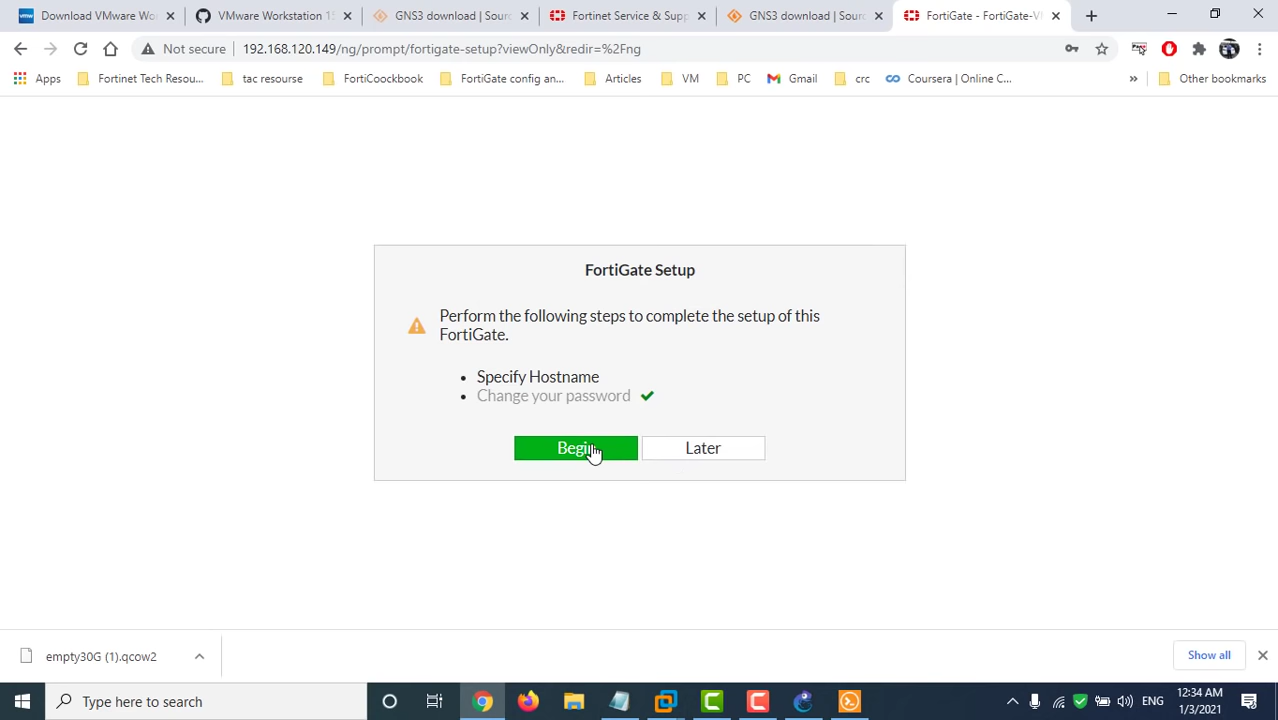 Download VMware Wor
VMware Workstation 15
GNS3 download | Sourc
Fortinet Service & Supp
GNS3 download | Sourc
FortiGate - FortiGate-V
Not secure
192.168.120.149/ng/prompt/fortigate-setup?viewOnly&redir=%2Fng
Apps
Fortinet Tech Resou...
tac resourse
FortiCoockbook
FortiGate config an...
Articles
VM
PC
Gmail
crc
Coursera | Online C...
»
Other bookmarks
FortiGate Setup
Perform the following steps to complete the setup of this
FortiGate.
• Specify Hostname
• Change your password
Begin
Later
empty30G (1).qcow2
Show all
Type here to search
ENG
12:34 AM
1/3/2021